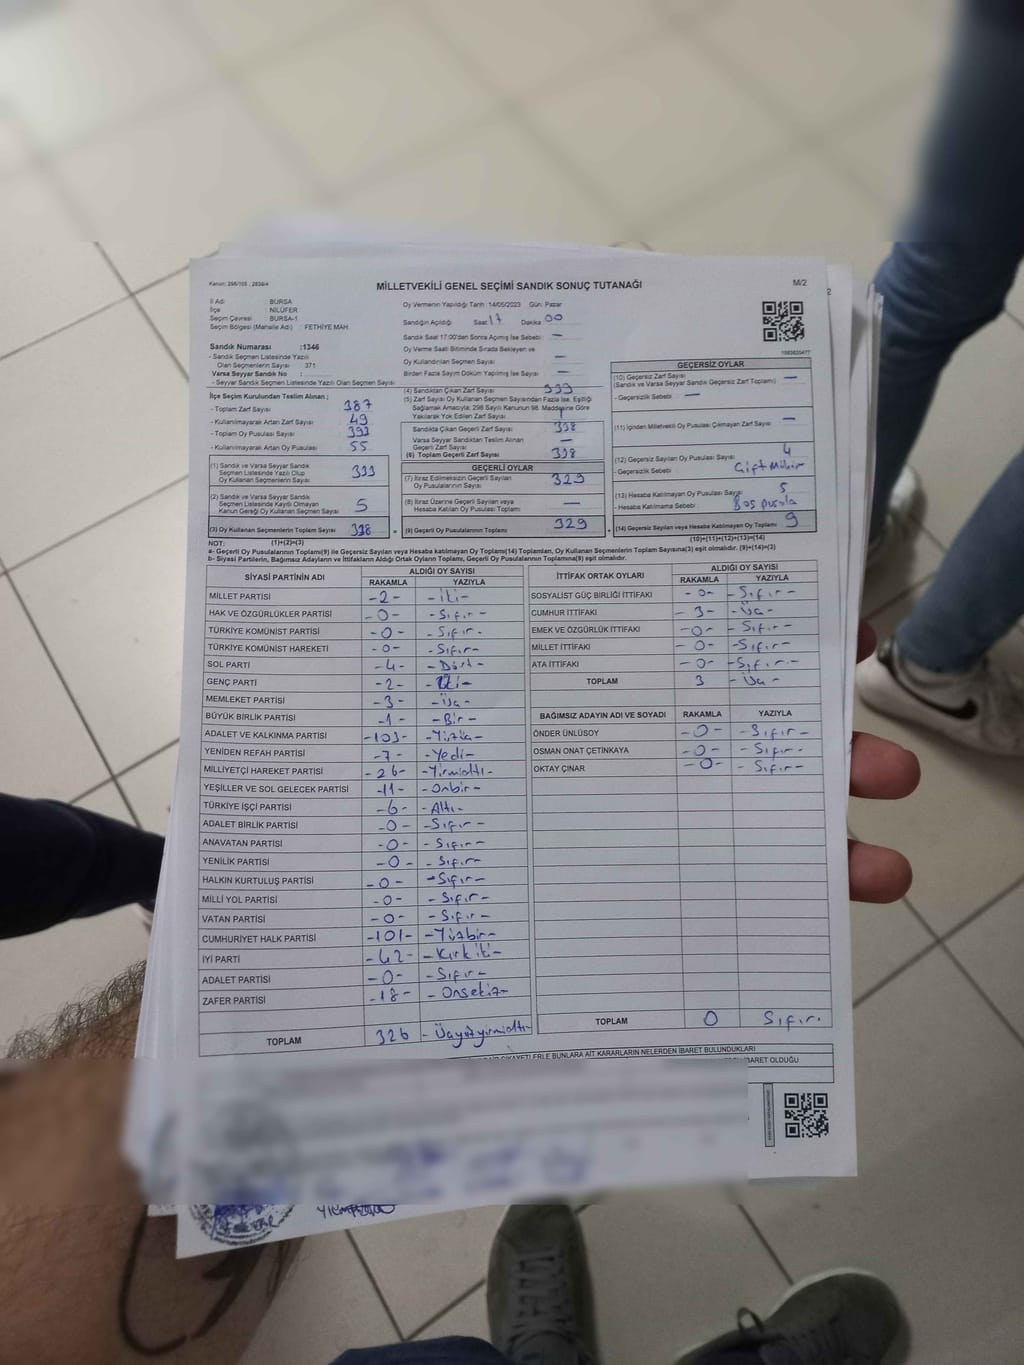 Kanun: 298/105 , 2839/4
MİLLETVEKİLİ GENEL SEÇİMİ SANDIK SONUÇ TUTANAĞI
M/2
2
İl Adı : BURSA
İlçe : NİLÜFER
Seçim Çevresi : BURSA-1
Seçim Bölgesi (Mahalle Adı) : FETHİYE MAH.
Sandık Numarası :1346
- Sandık Seçmen Listesinde Yazılı
Olan Seçmenlerin Sayısı 371
Varsa Seyyar Sandık No :
- Seyyar Sandık Seçmen Listesinde Yazılı Olan Seçmen Sayısı
Oy Vermenin Yapıldığı Tarih :14/05/2023 Gün: Pazar
Sandığın Açıldığı Saat 17 Dakika 00
Sandık Saat 17:00'den Sonra Açılmış İse Sebebi —
Oy Verme Saati Bitiminde Sırada Bekleyen ve
Oy Kullandırılan Seçmen Sayısı —
Birden Fazla Sayım Döküm Yapılmış İse Sayısı —
İlçe Seçim Kurulundan Teslim Alınan ;
- Toplam Zarf Sayısı 387
- Kullanılmayarak Artan Zarf Sayısı 49
- Toplam Oy Pusulası Sayısı
- Kullanılmayarak Artan Oy Pusulası 55
(1) Sandık ve Varsa Seyyar Sandık
Seçmen Listesinde Yazılı Olup
Oy Kullanan Seçmenlerin Sayısı 333
(2) Sandık ve Varsa Seyyar Sandık
Seçmen Listesinde Kayıtlı Olmayan
Kanun Gereği Oy Kullanan Seçmen Sayısı 5
(3) Oy Kullanan Seçmenlerin Toplam Sayısı 338
(4) Sandıktan Çıkan Zarf Sayısı
(5) Zarf Sayısı Oy Kullanan Seçmen Sayısından Fazla ise, Eşitliği
Sağlamak Amacıyla; 298 Sayılı Kanunun 98. Maddesine Göre
Yakılarak Yok Edilen Zarf Sayısı
Sandıkta Çıkan Geçerli Zarf Sayısı 338
Varsa Seyyar Sandıktan Teslim Alınan
Geçerli Zarf Sayısı —
(6) Toplam Geçerli Zarf Sayısı 338
GEÇERLİ OYLAR
(7) İtiraz Edilmeksizin Geçerli Sayılan
Oy Pusulalarının Sayısı 329
(8) İtiraz Üzerine Geçerli Sayılan veya
Hesaba Katılan Oy Pusulası Toplamı —
= (9) Geçerli Oy Pusulalarının Toplamı 329
1583820477
GEÇERSİZ OYLAR
(10) Geçersiz Zarf Sayısı —
(Sandık ve Varsa Seyyar Sandık Geçersiz Zarf Toplamı)
- Geçersizlik Sebebi : —
(11) İçinden Milletvekili Oy Pusulası Çıkmayan Zarf Sayısı —
(12) Geçersiz Sayılan Oy Pusulası Sayısı 4
- Geçersizlik Sebebi Çift Mühür
(13) Hesaba Katılmayan Oy Pusulası Sayısı 5
- Hesaba Katılmama Sebebi Boş pusula
+ (14) Geçersiz Sayılan veya Hesaba Katılmayan Oy Toplamı 9
NOT: (1)+(2)=(3)
(10)+(11)+(12)+(13)=(14)
a- Geçerli Oy Pusulaları Toplamı(9) ile Geçersiz Sayılan veya Hesaba katılmayan Oy Toplamı(14) Toplamları, Oy Kullanan Seçmenlerin Toplam Sayısına(3) eşit olmalıdır. (9)+(14)=(3)
b- Siyasi Partilerin, Bağımsız Adayların ve İttifakların Aldığı Ortak Oyların Toplamı, Geçerli Oy Pusulalarının Toplamına(9) eşit olmalıdır.
SİYASİ PARTİNİN ADI ALDIĞI OY SAYISI
RAKAMLA YAZIYLA
MİLLET PARTİSİ -2- -İki-
HAK VE ÖZGÜRLÜKLER PARTİSİ -0- -Sıfır-
TÜRKİYE KOMÜNİST PARTİSİ -0- -Sıfır-
TÜRKİYE KOMÜNİST HAREKETİ -0- -Sıfır-
SOL PARTİ -4- -Dört-
GENÇ PARTİ -2- -İki-
MEMLEKET PARTİSİ -3- -Üç-
BÜYÜK BİRLİK PARTİSİ -1- -Bir-
ADALET VE KALKINMA PARTİSİ -103- -Yüzüç-
YENİDEN REFAH PARTİSİ -7- -Yedi-
MİLLİYETÇİ HAREKET PARTİSİ -26- -Yirmialtı-
YEŞİLLER VE SOL GELECEK PARTİSİ -11- -Onbir-
TÜRKİYE İŞÇİ PARTİSİ -6- -Altı-
ADALET BİRLİK PARTİSİ -0- -Sıfır-
ANAVATAN PARTİSİ -0- -Sıfır-
YENİLİK PARTİSİ -0- -Sıfır-
HALKIN KURTULUŞ PARTİSİ -0- -Sıfır-
MİLLİ YOL PARTİSİ -0- -Sıfır-
VATAN PARTİSİ -0- -Sıfır-
CUMHURİYET HALK PARTİSİ -101- -Yüzbir-
İYİ PARTİ -42- -Kırkiki-
ADALET PARTİSİ -0- -Sıfır-
ZAFER PARTİSİ -18- -Onsekiz-
TOPLAM 326 -Üçyüzyirmialtı-
İTTİFAK ORTAK OYLARI ALDIĞI OY SAYISI
RAKAMLA YAZIYLA
SOSYALİST GÜÇ BİRLİĞİ İTTİFAKI -0- -Sıfır-
CUMHUR İTTİFAKI -3- -Üç-
EMEK VE ÖZGÜRLÜK İTTİFAKI -0- -Sıfır-
MİLLET İTTİFAKI -0- -Sıfır-
ATA İTTİFAKI -0- -Sıfır-
TOPLAM 3 -Üç-
BAĞIMSIZ ADAYIN ADI VE SOYADI RAKAMLA YAZIYLA
ÖNDER ÜNLÜSOY -0- -Sıfır-
OSMAN ONAT ÇETİNKAYA -0- -Sıfır-
OKTAY ÇINAR -0- -Sıfır-
TOPLAM 0 Sıfır.
ŞİKAYETLERLE BUNLARA AİT KARARLARIN NELERDEN İBARET BULUNDUKLARI
İBARET OLDUĞU